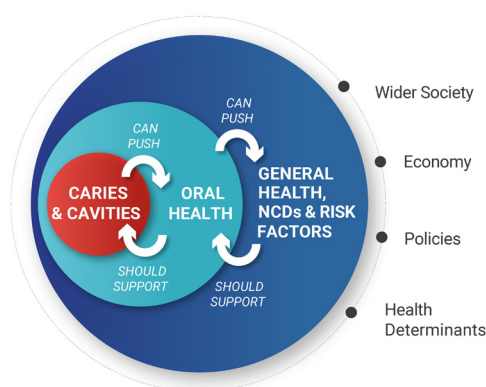 CARIES
& CAVITIES
CAN
PUSH
SHOULD
SUPPORT
ORAL
HEALTH
CAN
PUSH
SHOULD
SUPPORT
GENERAL
HEALTH,
NCDs & RISK
FACTORS
Wider Society
Economy
Policies
Health
Determinants